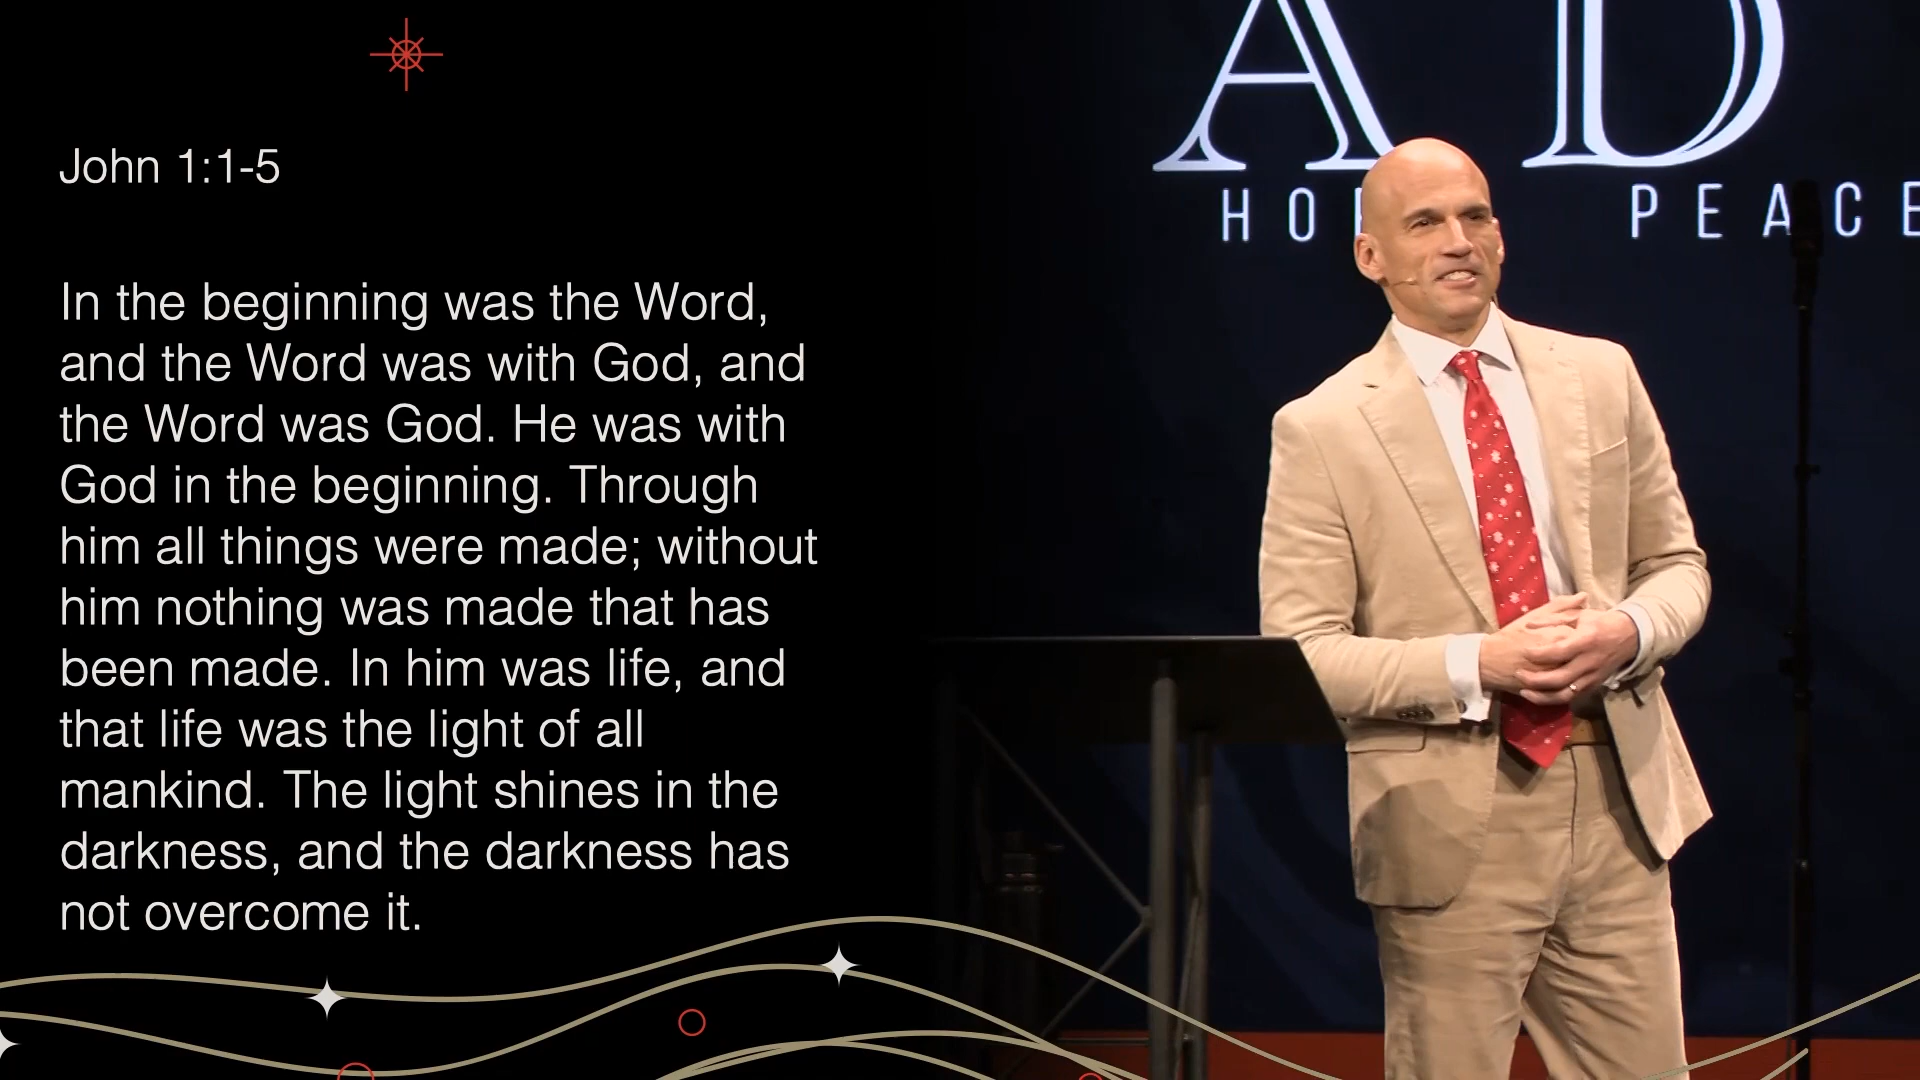 John 1:1-5
In the beginning was the Word,
and the Word was with God, and
the Word was God. He was with
God in the beginning. Through
him all things were made; without
him nothing was made that has
been made. In him was life, and
that life was the light of all
mankind. The light shines in the
darkness, and the darkness has
not overcome it.
A D
HO PEACE